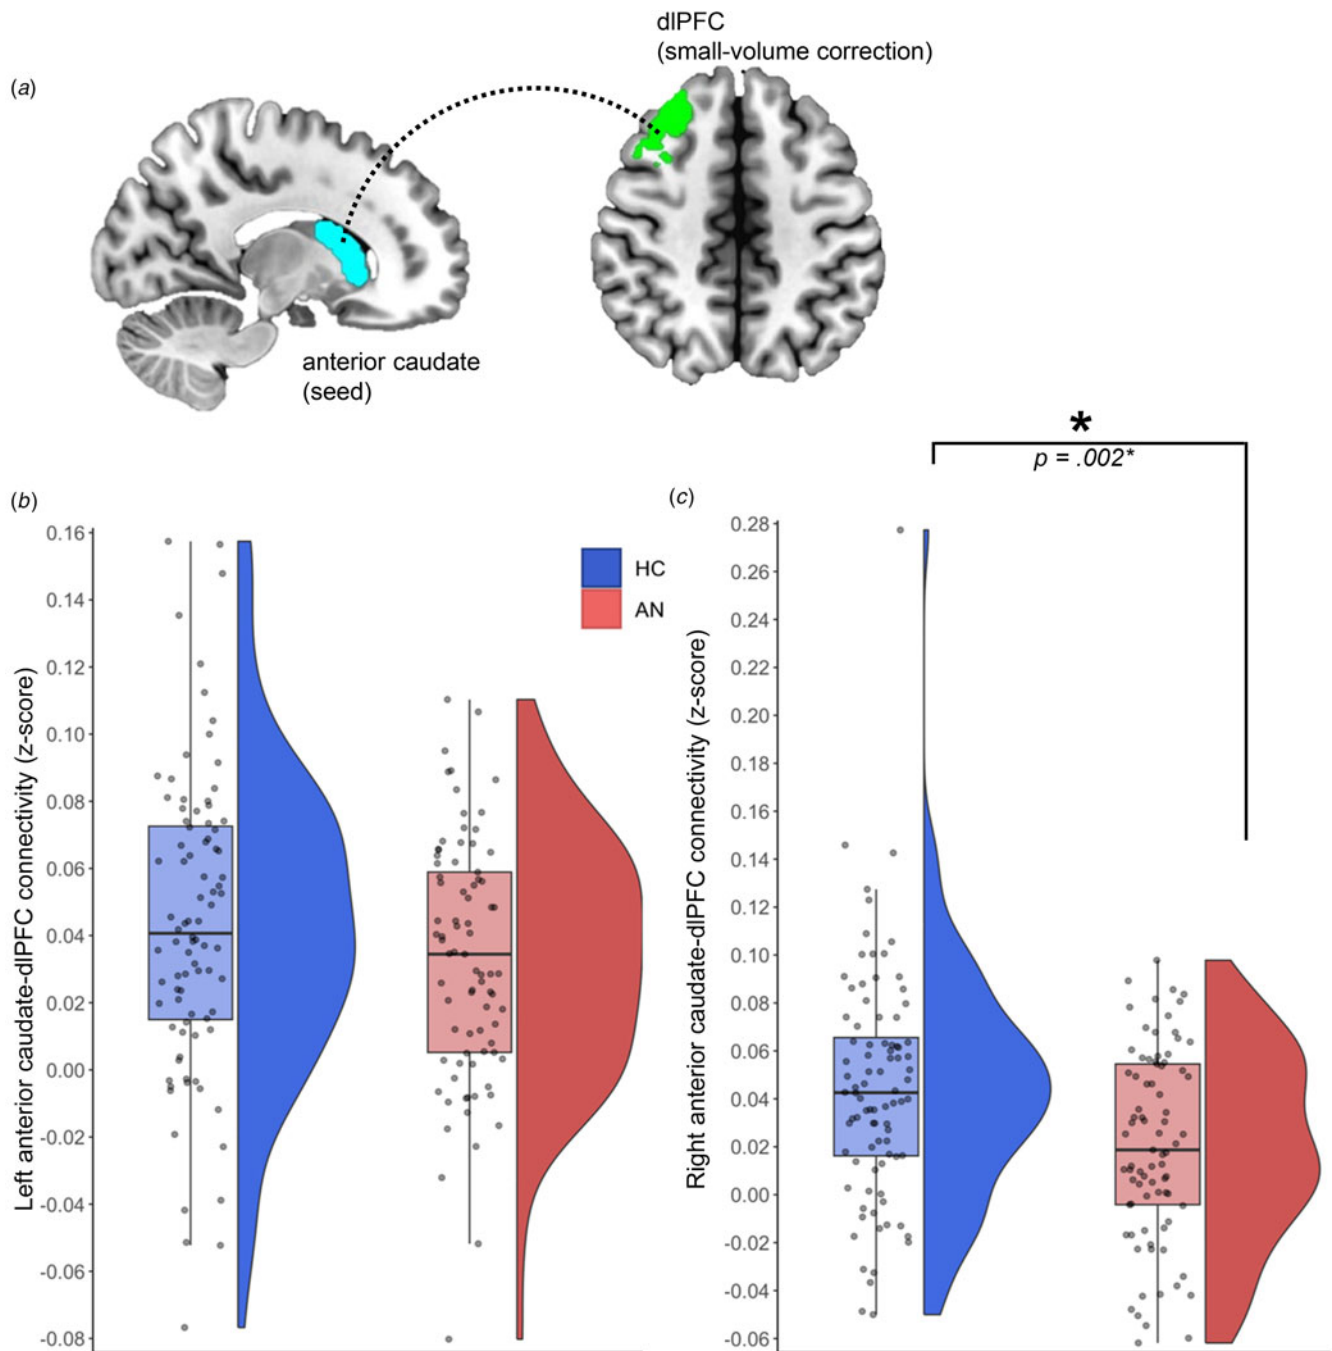 dlPFC
(small-volume correction)
(a)
anterior caudate
(seed)
*
p = .002*
(b)
(c)
Left anterior caudate-dlPFC connectivity (z-score)
0.16
0.14
0.12
0.10
0.08
0.06
0.04
0.02
0.00
-0.02
-0.04
-0.06
-0.08
HC
AN
Right anterior caudate-dlPFC connectivity (z-score)
0.28
0.26
0.24
0.22
0.20
0.18
0.16
0.14
0.12
0.10
0.08
0.06
0.04
0.02
0.00
-0.02
-0.04
-0.06